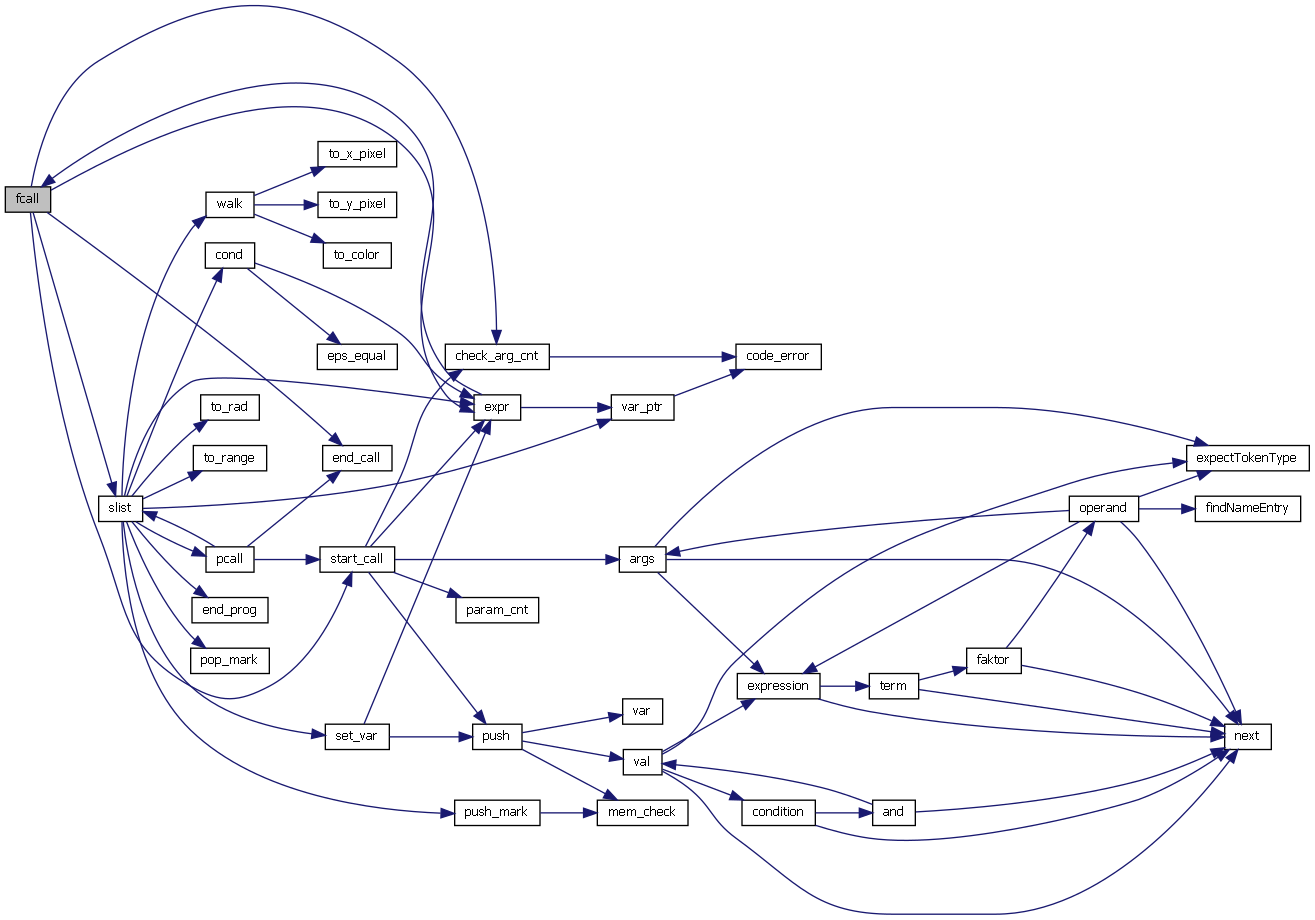 to_x_pixel
fcall
walk
to_y_pixel
cond
to_color
eps_equal
check_arg_cnt
code_error
to_rad
expr
var_ptr
to_range
end_call
expectTokenType
slist
operand
findNameEntry
pcall
start_call
args
end_prog
param_cnt
pop_mark
faktor
expression
term
var
set_var
push
next
val
push_mark
mem_check
condition
and